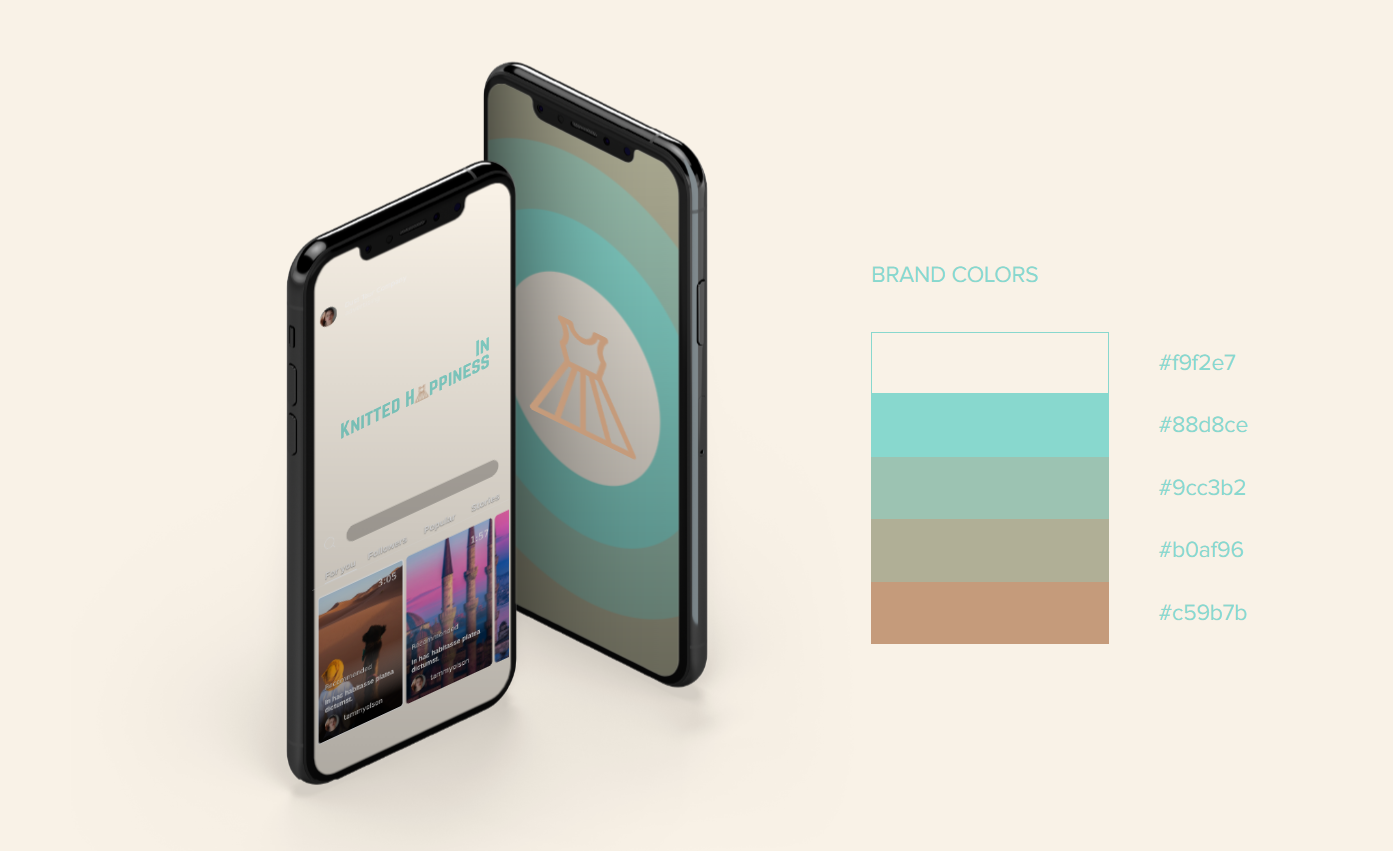 IN
KNITTED HAPPINESS
For you
Followers
Popular
Stories
3:05
Recommended
In hac habitasse platea
dictumst.
tammyolson
1:57
Recommended
In hac habitasse platea
dictumst.
tammyolson
BRAND COLORS
#f9f2e7
#88d8ce
#9cc3b2
#b0af96
#c59b7b